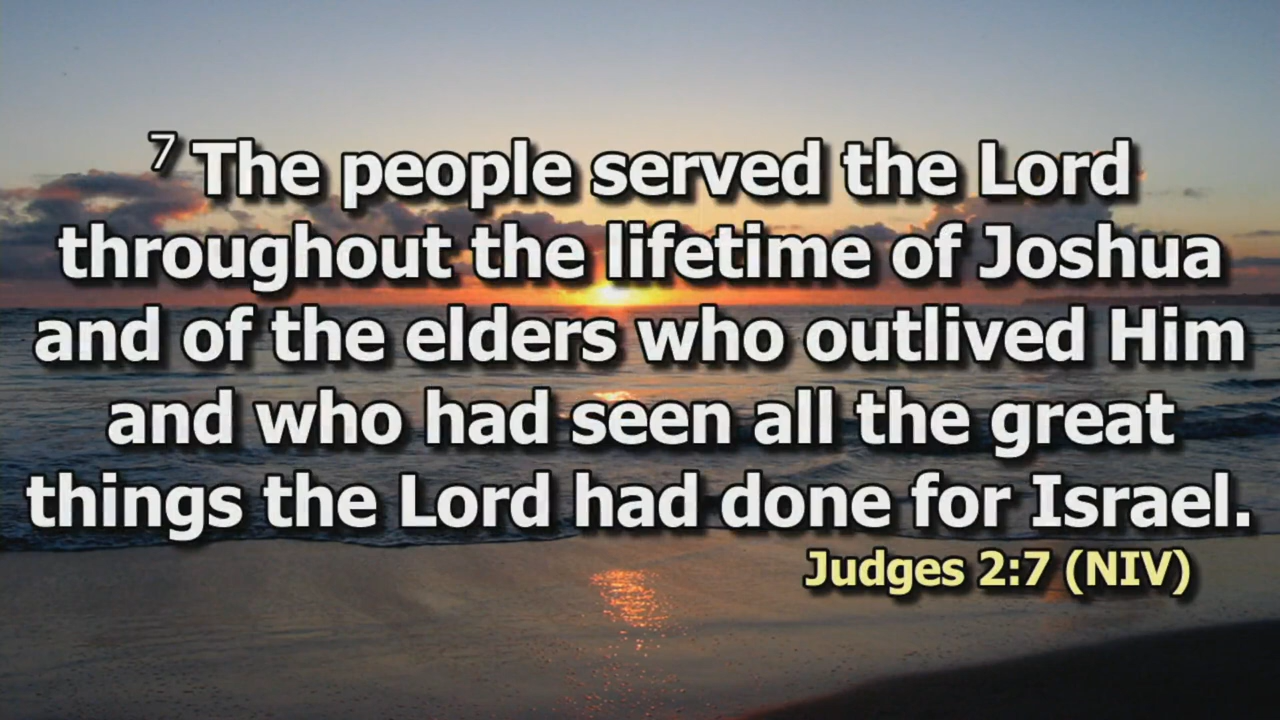 7 The people served the Lord
throughout the lifetime of Joshua
and of the elders who outlived Him
and who had seen all the great
things the Lord had done for Israel.
Judges 2:7 (NIV)